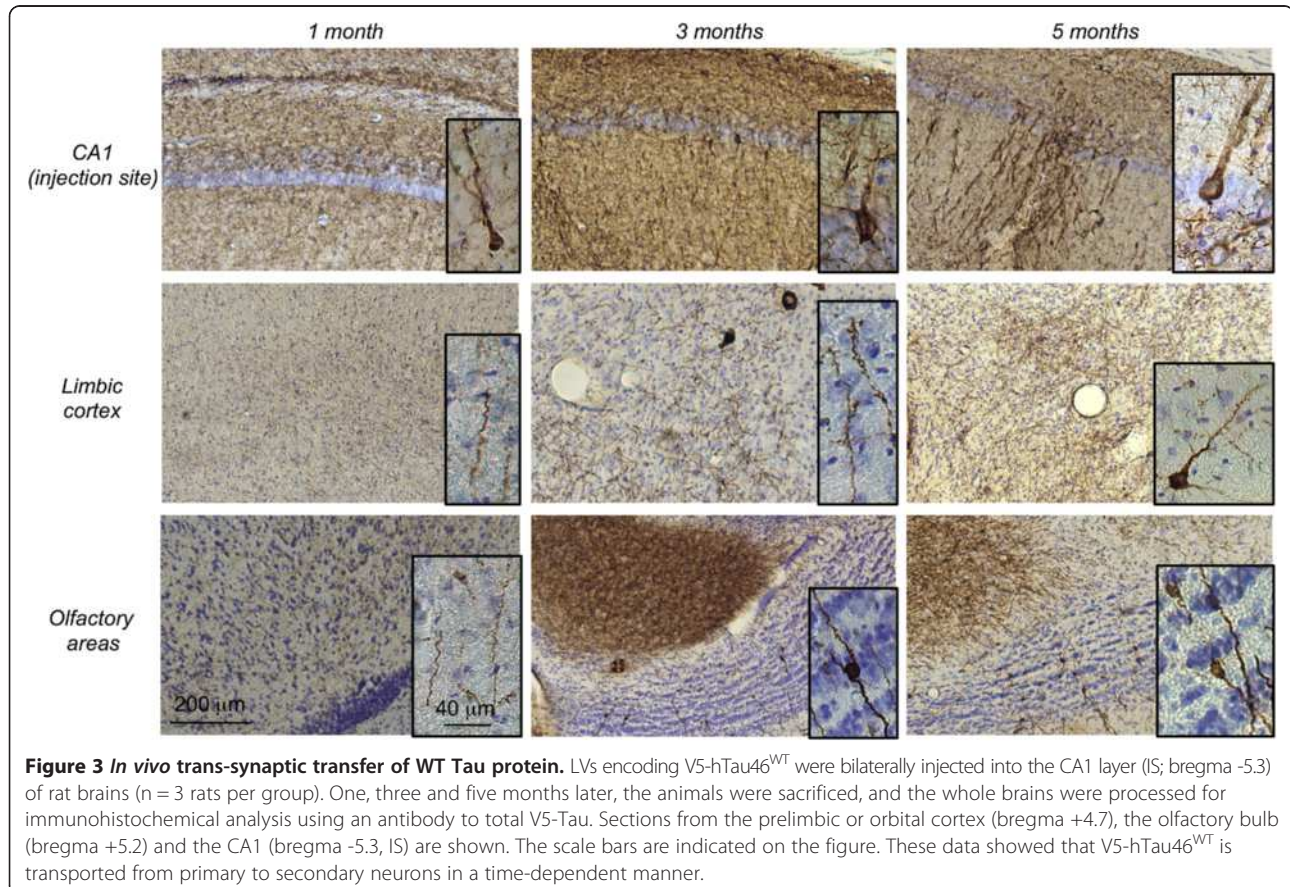 1 month 3 months 5 months
CA1
(injection site)
Limbic
cortex
Olfactory
areas
200 μm 40 μm
Figure 3 In vivo trans-synaptic transfer of WT Tau protein. LVs encoding V5-hTau46WT were bilaterally injected into the CA1 layer (IS; bregma -5.3)
of rat brains (n = 3 rats per group). One, three and five months later, the animals were sacrificed, and the whole brains were processed for
immunohistochemical analysis using an antibody to total V5-Tau. Sections from the prelimbic or orbital cortex (bregma +4.7), the olfactory bulb
(bregma +5.2) and the CA1 (bregma -5.3, IS) are shown. The scale bars are indicated on the figure. These data showed that V5-hTau46WT is
transported from primary to secondary neurons in a time-dependent manner.